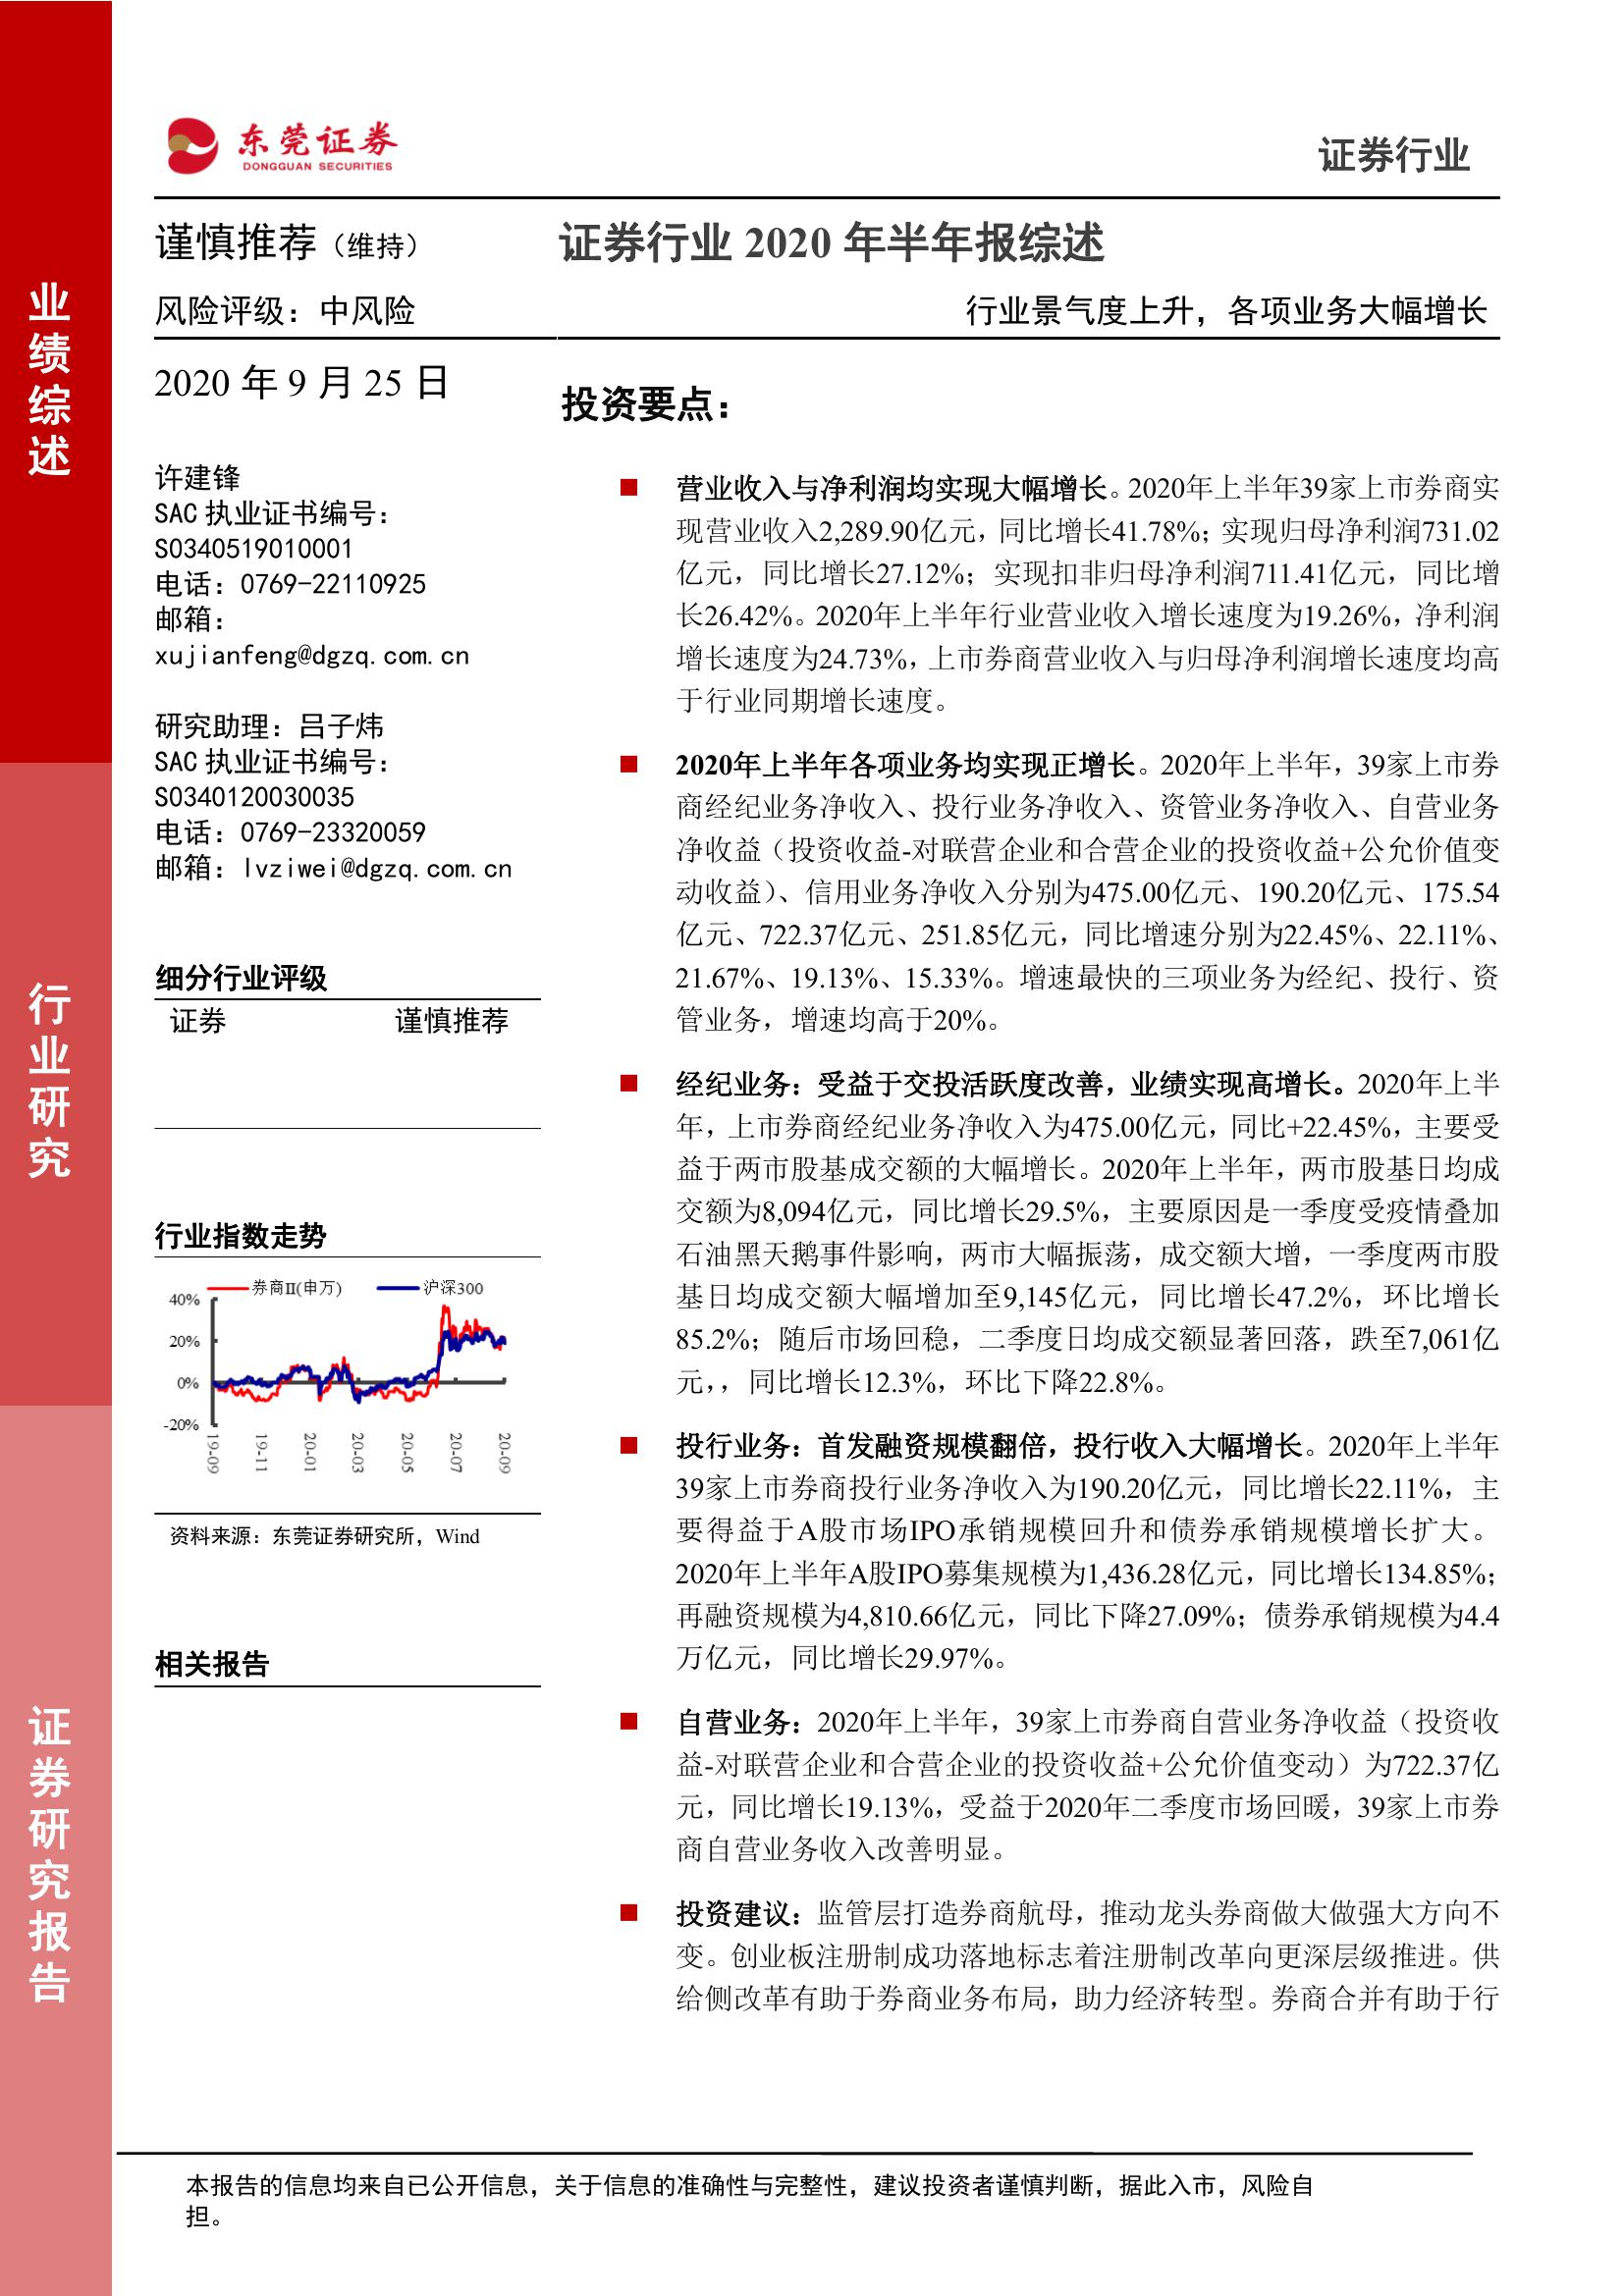 东莞证券
DONGGUAN SECURITIES
证券行业
业绩综述
行业研究
证券研究报告
谨慎推荐（维持）
风险评级：中风险
2020 年 9 月 25 日
许建锋
SAC 执业证书编号：
S0340519010001
电话：0769-22110925
邮箱：
xujianfeng@dgzq.com.cn
研究助理：吕子炜
SAC 执业证书编号：
S0340120030035
电话：0769-23320059
邮箱：lvziwei@dgzq.com.cn
细分行业评级
证券 谨慎推荐
行业指数走势
券商II(申万) 沪深300
40%
20%
0%
-20%
19-09 19-11 20-01 20-03 20-05 20-07 20-09
资料来源：东莞证券研究所，Wind
相关报告
证券行业 2020 年半年报综述
行业景气度上升，各项业务大幅增长
投资要点：
营业收入与净利润均实现大幅增长。2020年上半年39家上市券商实
现营业收入2,289.90亿元，同比增长41.78%；实现归母净利润731.02
亿元，同比增长27.12%；实现扣非归母净利润711.41亿元，同比增
长26.42%。2020年上半年行业营业收入增长速度为19.26%，净利润
增长速度为24.73%，上市券商营业收入与归母净利润增长速度均高
于行业同期增长速度。
2020年上半年各项业务均实现正增长。2020年上半年，39家上市券
商经纪业务净收入、投行业务净收入、资管业务净收入、自营业务
净收益（投资收益-对联营企业和合营企业的投资收益+公允价值变
动收益）、信用业务净收入分别为475.00亿元、190.20亿元、175.54
亿元、722.37亿元、251.85亿元，同比增速分别为22.45%、22.11%、
21.67%、19.13%、15.33%。增速最快的三项业务为经纪、投行、资
管业务，增速均高于20%。
经纪业务：受益于交投活跃度改善，业绩实现高增长。2020年上半
年，上市券商经纪业务净收入为475.00亿元，同比+22.45%，主要受
益于两市股基成交额的大幅增长。2020年上半年，两市股基日均成
交额为8,094亿元，同比增长29.5%，主要原因是一季度受疫情叠加
石油黑天鹅事件影响，两市大幅振荡，成交额大增，一季度两市股
基日均成交额大幅增加至9,145亿元，同比增长47.2%，环比增长
85.2%；随后市场回稳，二季度日均成交额显著回落，跌至7,061亿
元，，同比增长12.3%，环比下降22.8%。
投行业务：首发融资规模翻倍，投行收入大幅增长。2020年上半年
39家上市券商投行业务净收入为190.20亿元，同比增长22.11%，主
要得益于A股市场IPO承销规模回升和债券承销规模增长扩大。
2020年上半年A股IPO募集规模为1,436.28亿元，同比增长134.85%；
再融资规模为4,810.66亿元，同比下降27.09%；债券承销规模为4.4
万亿元，同比增长29.97%。
自营业务：2020年上半年，39家上市券商自营业务净收益（投资收
益-对联营企业和合营企业的投资收益+公允价值变动）为722.37亿
元，同比增长19.13%，受益于2020年二季度市场回暖，39家上市券
商自营业务收入改善明显。
投资建议：监管层打造券商航母，推动龙头券商做大做强大方向不
变。创业板注册制成功落地标志着注册制改革向更深层级推进。供
给侧改革有助于券商业务布局，助力经济转型。券商合并有助于行
本报告的信息均来自已公开信息，关于信息的准确性与完整性，建议投资者谨慎判断，据此入市，风险自
担。